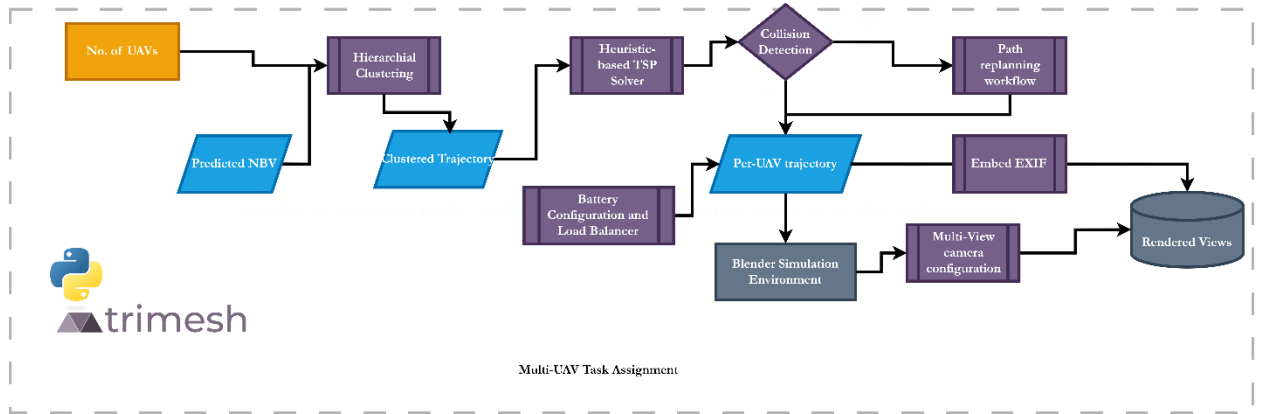 No. of UAVs
Hierarchial
Clustering
Heuristic-
based TSP
Solver
Collision
Detection
Path
replanning
workflow
Predicted NBV
Clustered Trajectory
Per-UAV trajectory
Embed EXIF
Battery
Configuration and
Load Balancer
Blender Simulation
Environment
Multi-View
camera
configuration
Rendered Views
trimesh
Multi-UAV Task Assignment